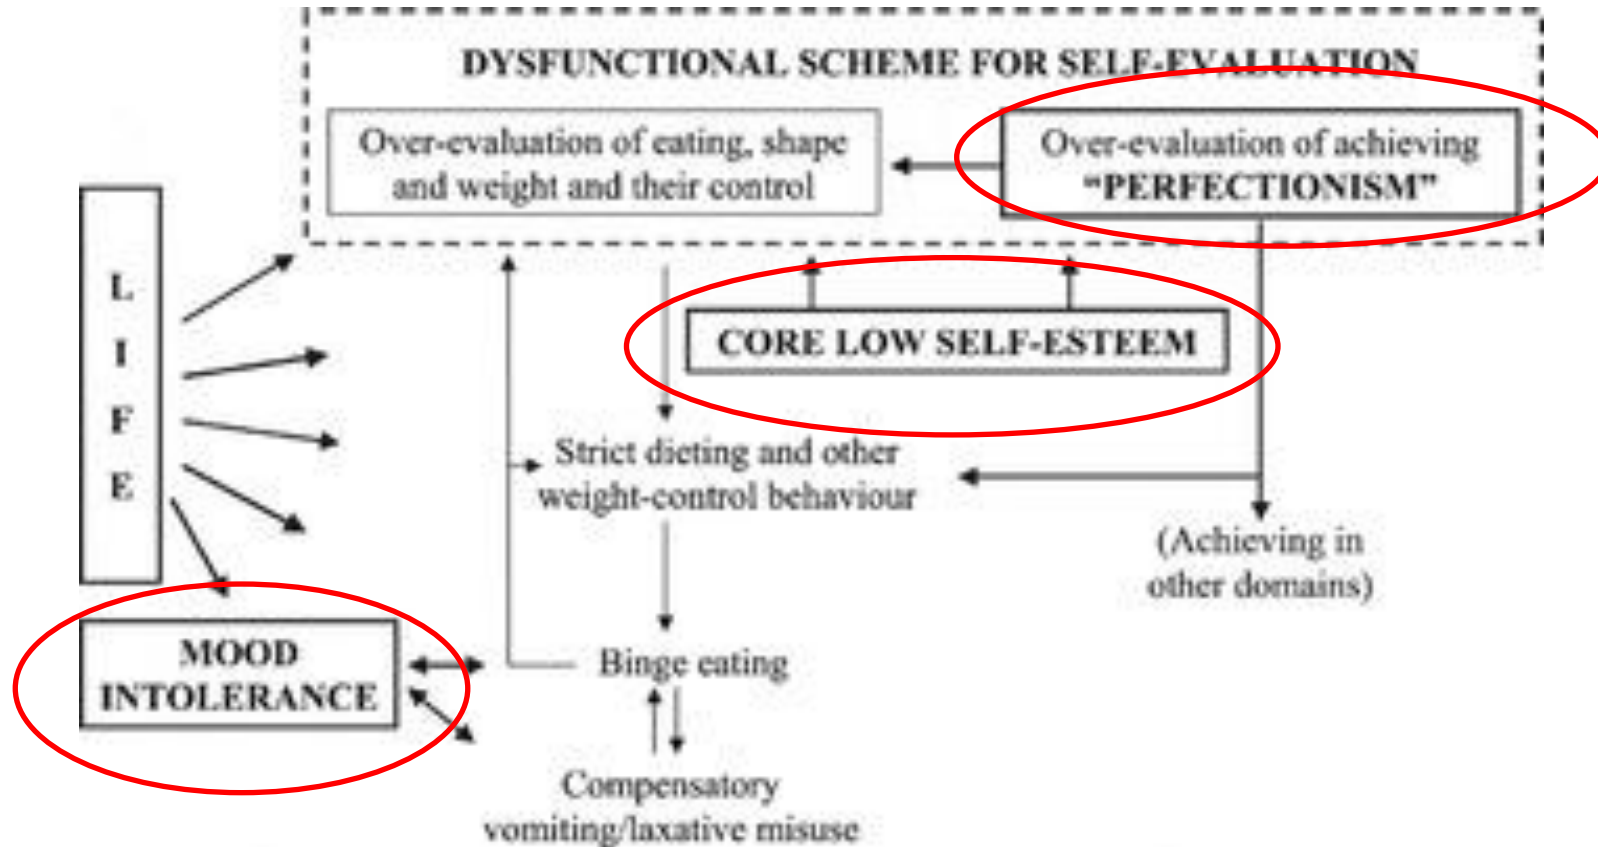 DYSFUNCTIONAL SCHEME FOR SELF-EVALUATION
Over-evaluation of eating, shape
and weight and their control
Over-evaluation of achieving
“PERFECTIONISM”
L
I
F
E
CORE LOW SELF-ESTEEM
Strict dieting and other
weight-control behaviour
(Achieving in
other domains)
MOOD
INTOLERANCE
Binge eating
Compensatory
vomiting/laxative misuse